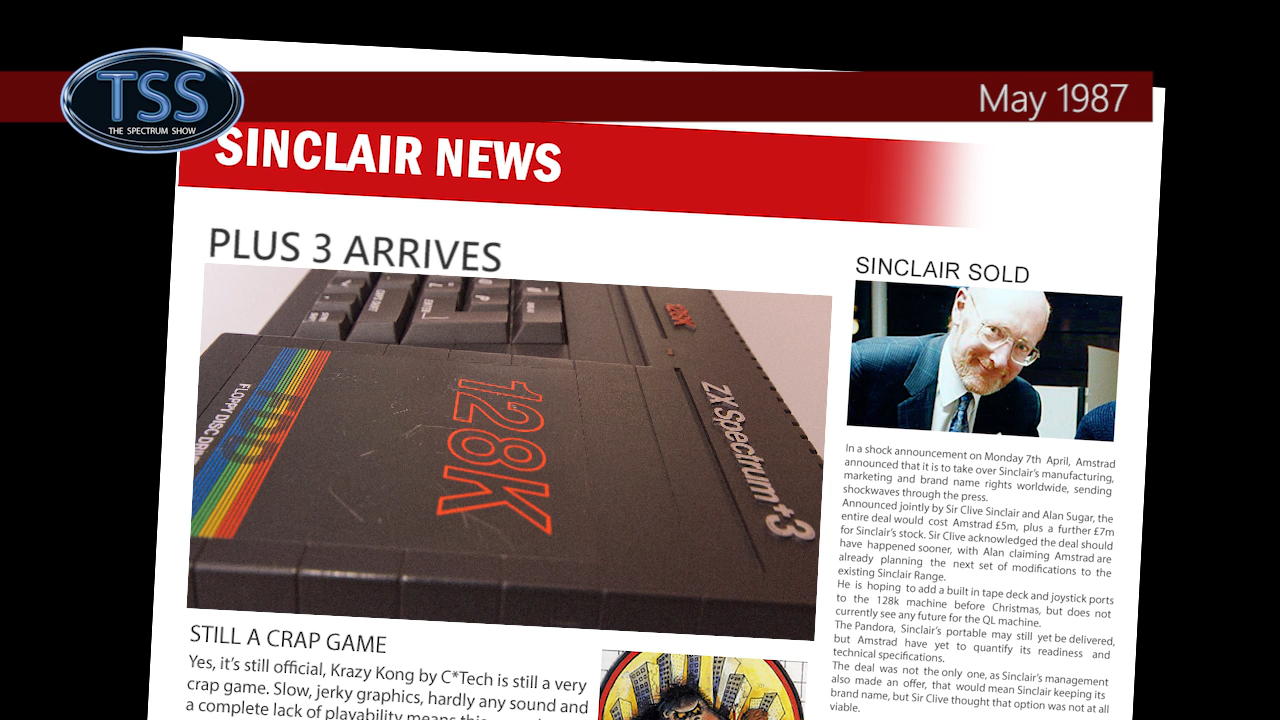 TSS
THE SPECTRUM SHOW
May 1987
SINCLAIR NEWS
PLUS 3 ARRIVES
128K
FLOPPY DISC
128K
ZX Spectrum +3
STILL A CRAP GAME
Yes, it's still official, Krazy Kong by C*Tech is still a very
crap game. Slow, jerky graphics, hardly any sound and
a complete lack of playability means
SINCLAIR SOLD
In a shock announcement on Monday 7th April, Amstrad
announced that it is to take over Sinclair's manufacturing,
marketing and brand name rights worldwide, sending
shockwaves through the press.
Announced jointly by Sir Clive Sinclair and Alan Sugar, the
entire deal would cost Amstrad £5m, plus a further £7m
for Sinclair's stock. Sir Clive acknowledged the deal should
have happened sooner, with Alan claiming Amstrad are
already planning the next set of modifications to the
existing Sinclair Range.
He is hoping to add a built in tape deck and joystick ports
to the 128k machine before Christmas, but does not
currently see any future for the QL machine.
The Pandora, Sinclair's portable may still yet be delivered,
but Amstrad have yet to quantify its readiness and
technical specifications.
The deal was not the only one, as Sinclair's management
also made an offer, that would mean Sinclair keeping its
brand name, but Sir Clive thought that option was not at all
viable.